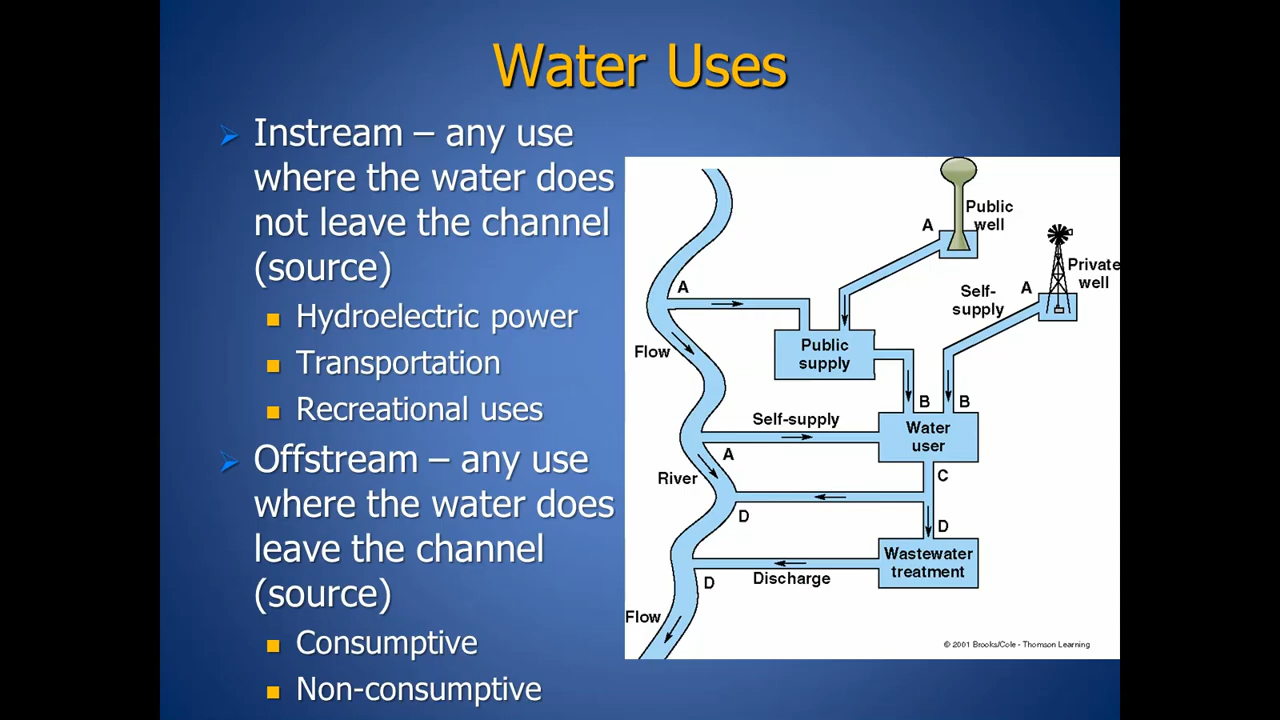 Water Uses
Instream – any use
where the water does
not leave the channel
(source)
Hydroelectric power
Transportation
Recreational uses
Offstream – any use
where the water does
leave the channel
(source)
Consumptive
Non-consumptive
Public
well
A
Private
well
A
Self-
supply
A
Public
supply
Flow
B
B
Self-supply
Water
user
A
River
C
D
D
Wastewater
treatment
Discharge
D
Flow
© 2001 Brooks/Cole - Thomson Learning